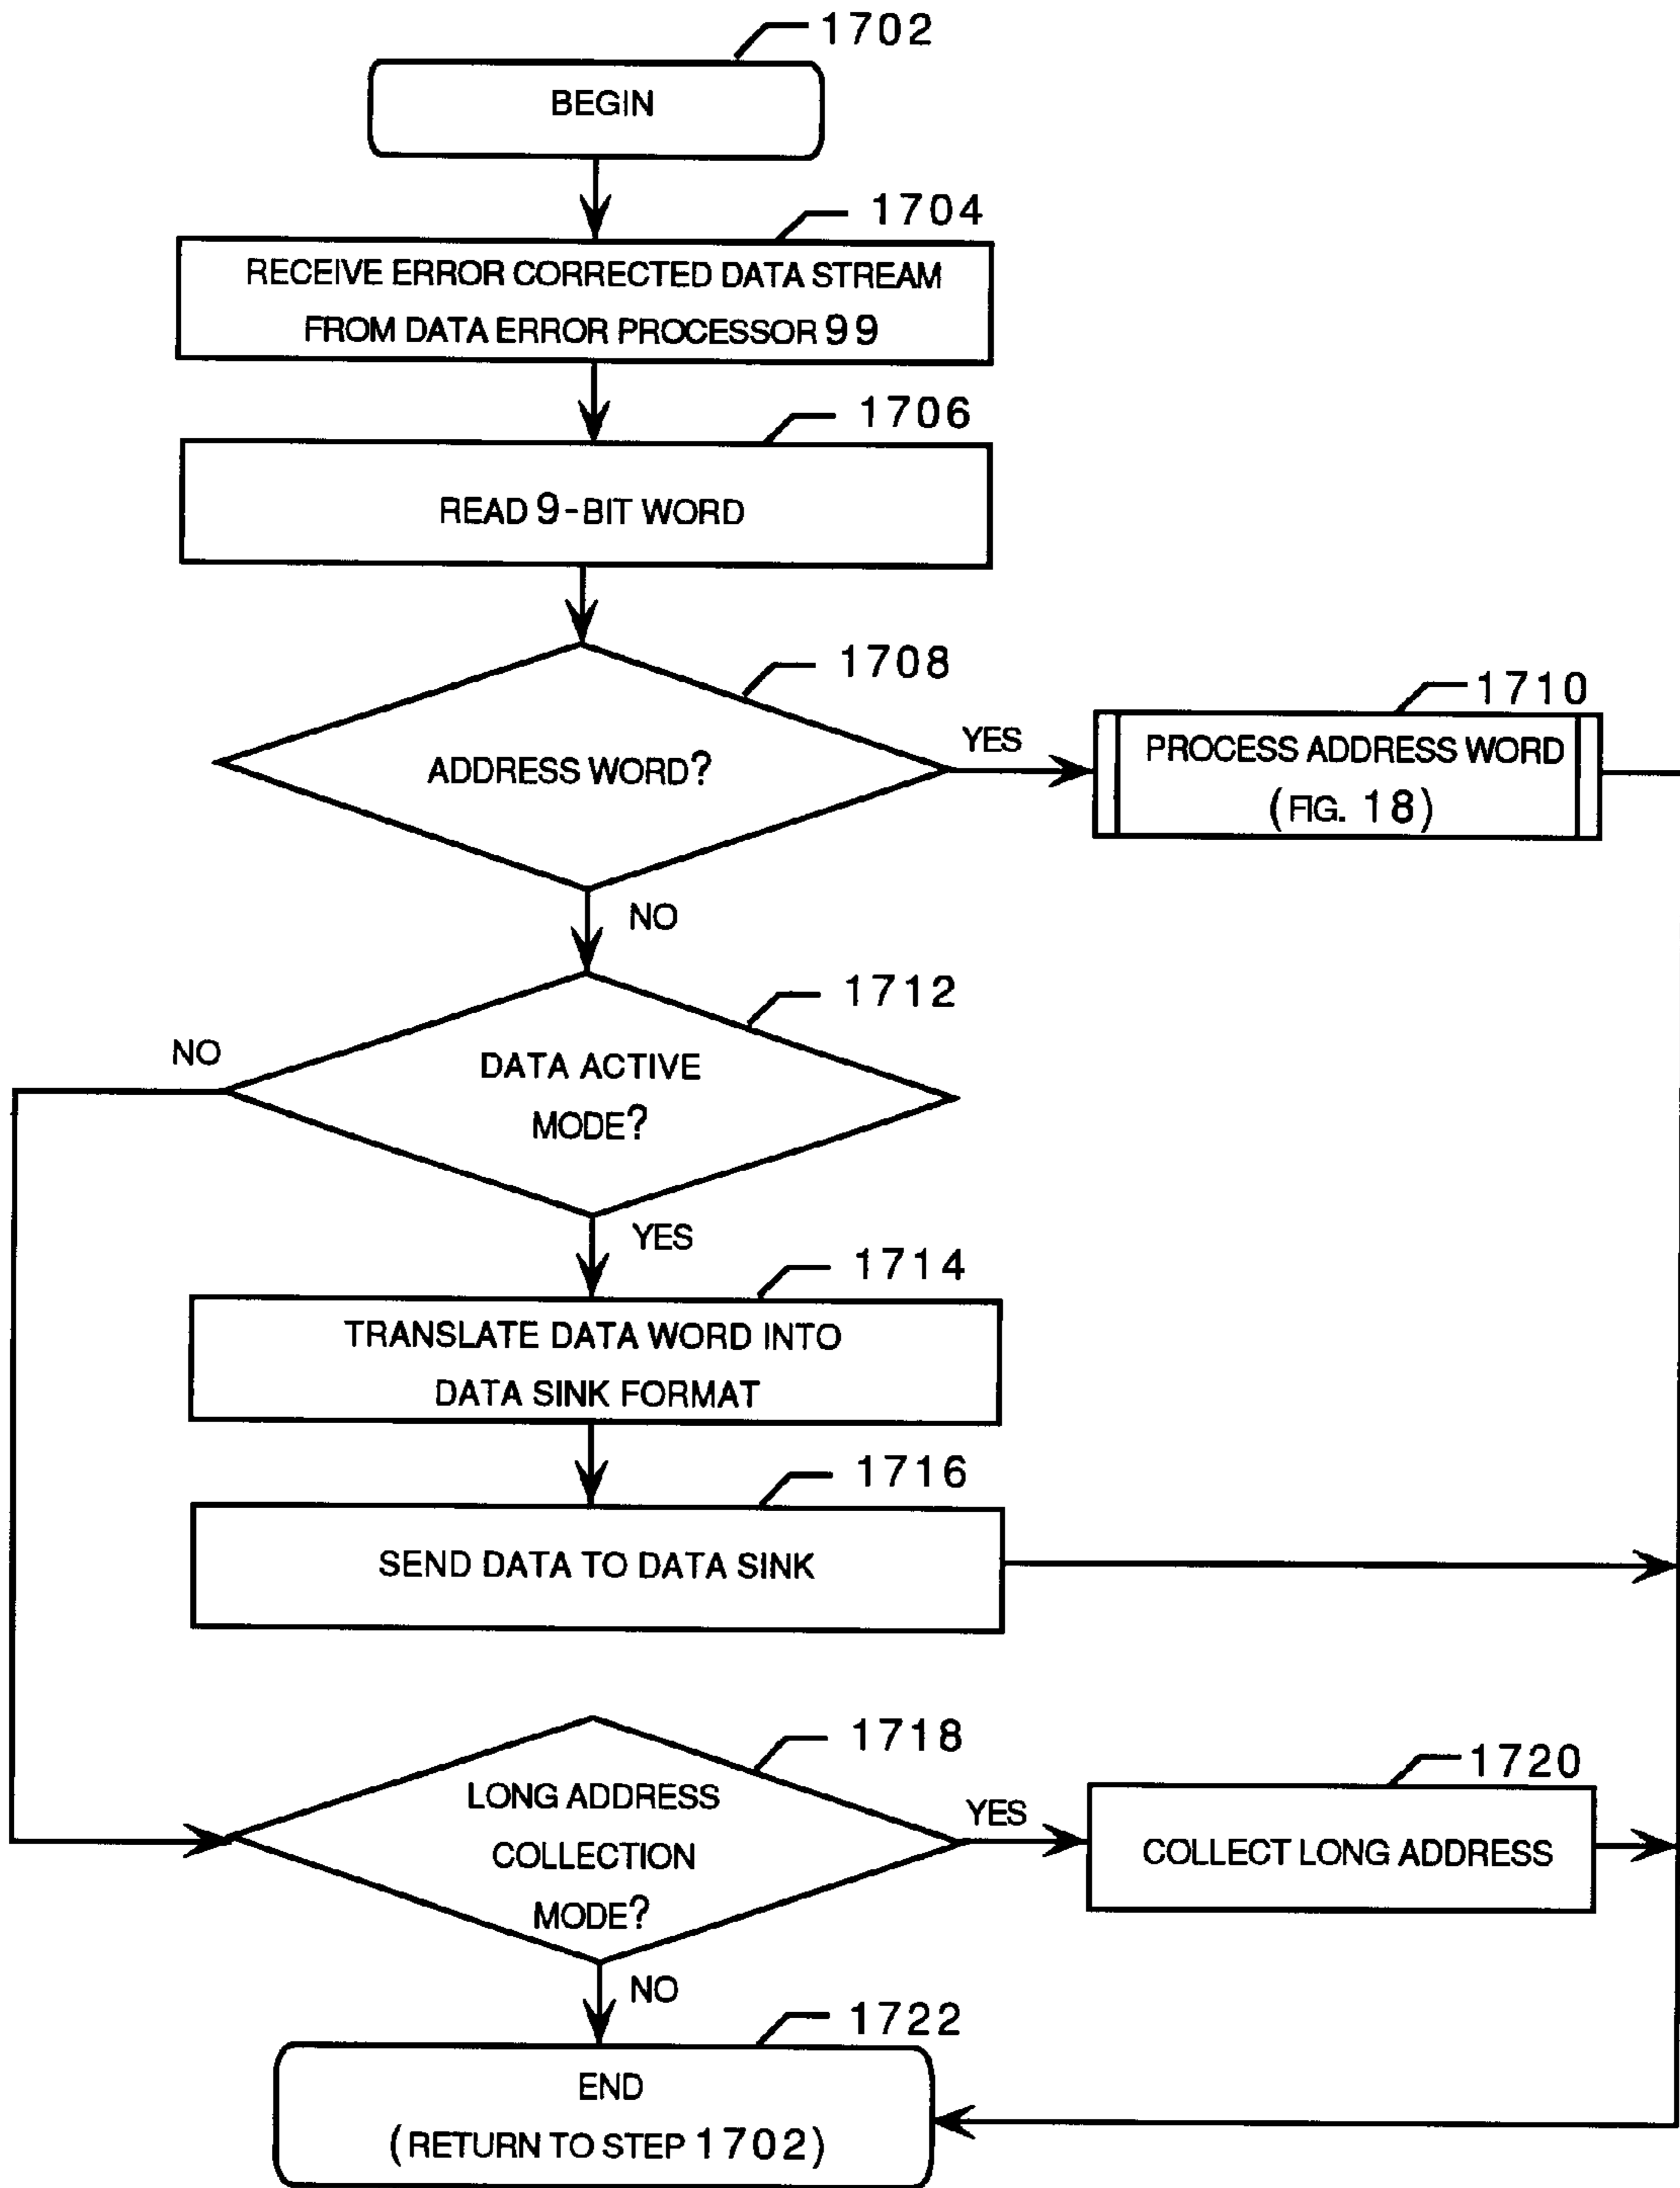 1702
BEGIN
1704
RECEIVE ERROR CORRECTED DATA STREAM
FROM DATA ERROR PROCESSOR 99
1706
READ 9-BIT WORD
1708
ADDRESS WORD?
YES
1710
PROCESS ADDRESS WORD
(FIG. 18)
NO
1712
NO
DATA ACTIVE
MODE?
YES
1714
TRANSLATE DATA WORD INTO
DATA SINK FORMAT
1716
SEND DATA TO DATA SINK
1718
LONG ADDRESS
COLLECTION
MODE?
YES
1720
COLLECT LONG ADDRESS
NO
1722
END
(RETURN TO STEP 1702)